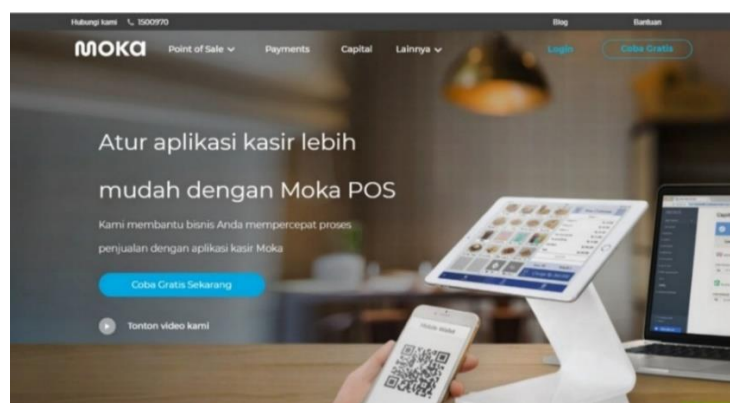 Hubungi kami 1500970 Blog Bantuan
MOKA Point of Sale Payments Capital Lainnya Login Coba Gratis
Atur aplikasi kasir lebih
mudah dengan Moka POS
Kami membantu bisnis Anda mempercepat proses
penjualan dengan aplikasi kasir Moka
Coba Gratis Sekarang
Tonton video kami